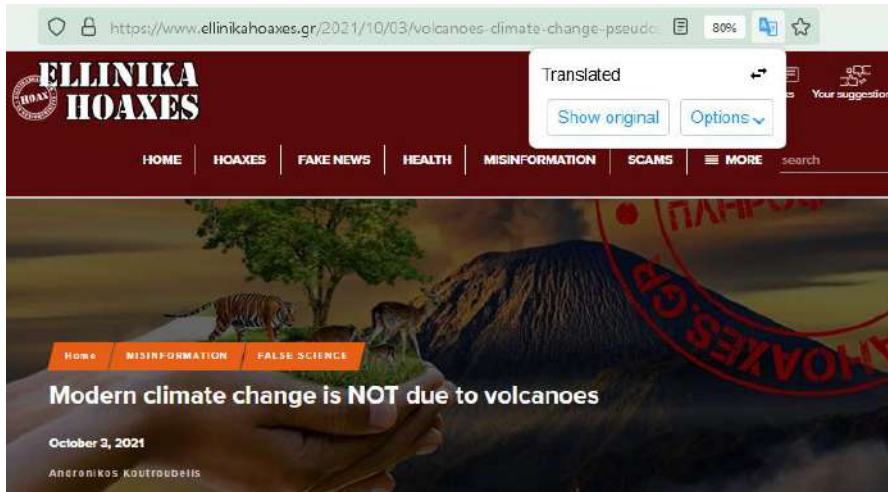 https://www.ellinikahoaxes.gr/2021/10/03/volcanoes-climate-change-pseudo
80%
Translated
Show original
Options
ELLINIKA
HOAXES
HOAX
Your suggestion
HOME
HOAXES
FAKE NEWS
HEALTH
MISINFORMATION
SCAMS
MORE
search
Home
MISINFORMATION
FALSE SCIENCE
Modern climate change is NOT due to volcanoes
October 3, 2021
Andronikos Koutroubelis